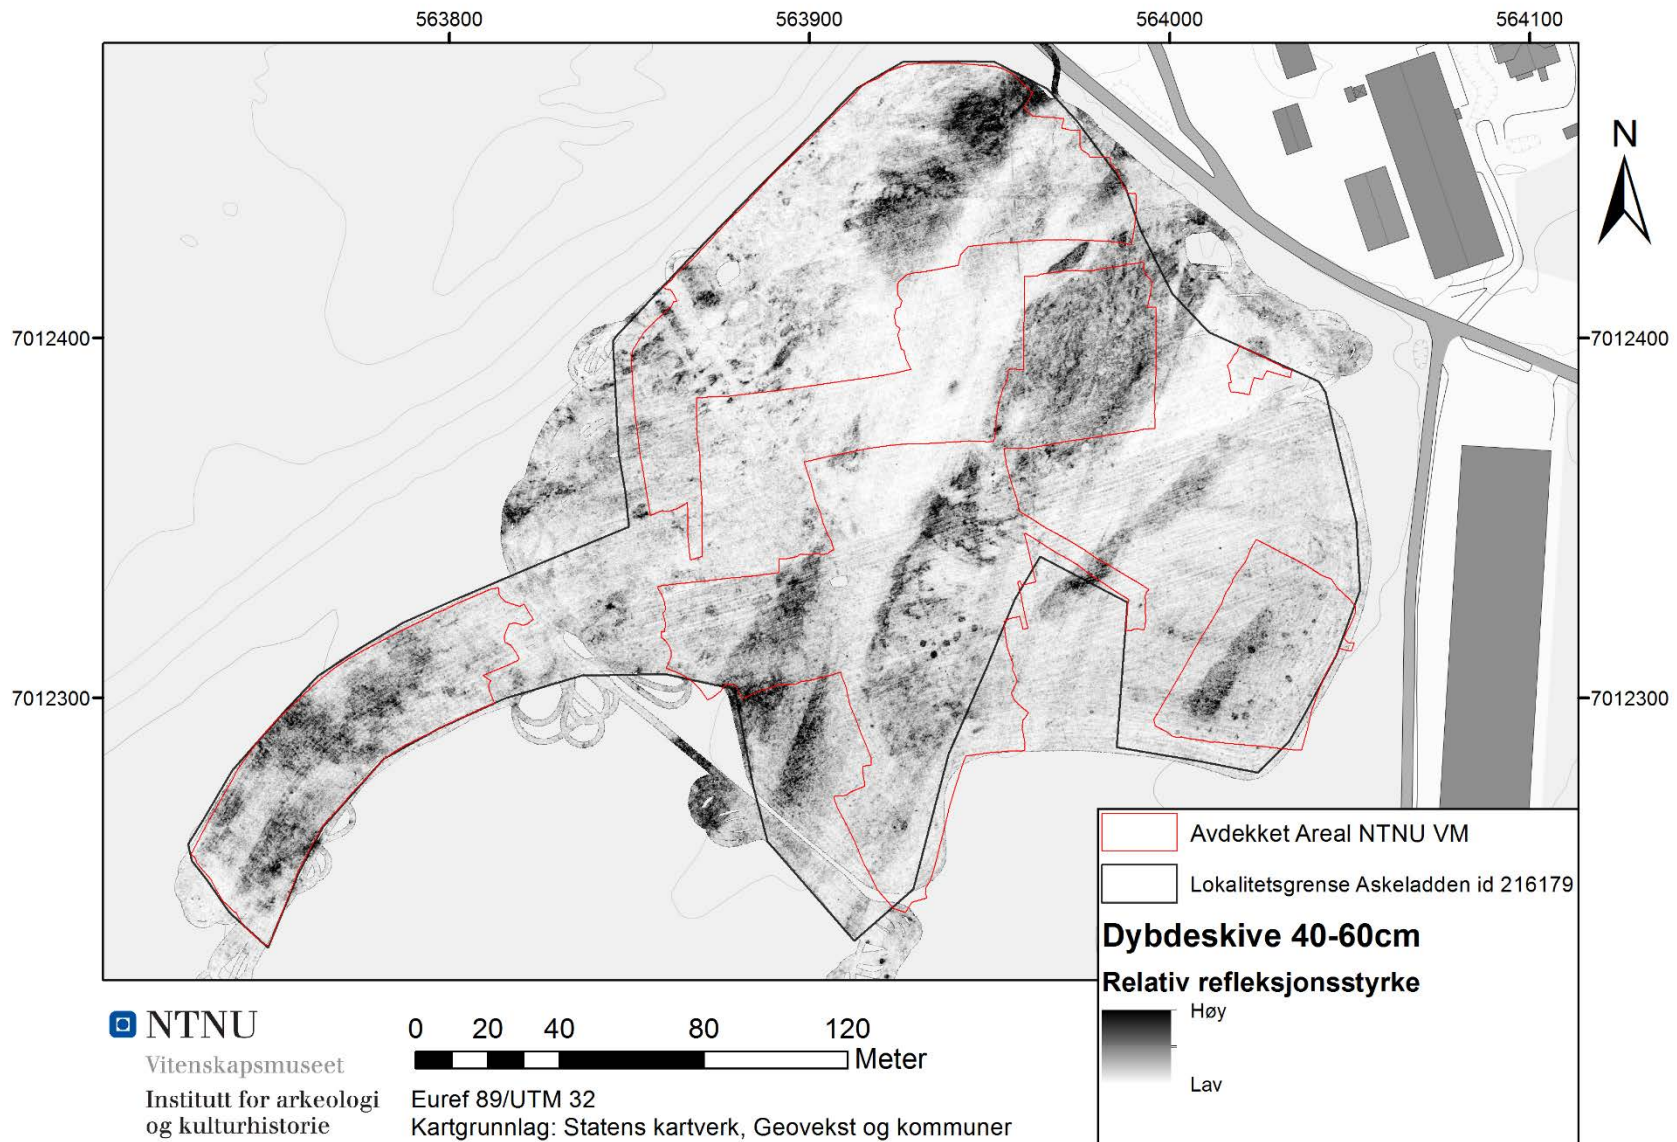 563800
563900
564000
564100
N
7012400
7012400
7012300
7012300
Avdekket Areal NTNU VM
Lokalitetsgrense Askeladden id 216179
Dybdeskive 40-60cm
Relativ refleksjonsstyrke
Høy
Lav
NTNU
Vitenskapsmuseet
Institutt for arkeologi
og kulturhistorie
0 20 40 80 120
Meter
Euref 89/UTM 32
Kartgrunnlag: Statens kartverk, Geovekst og kommuner